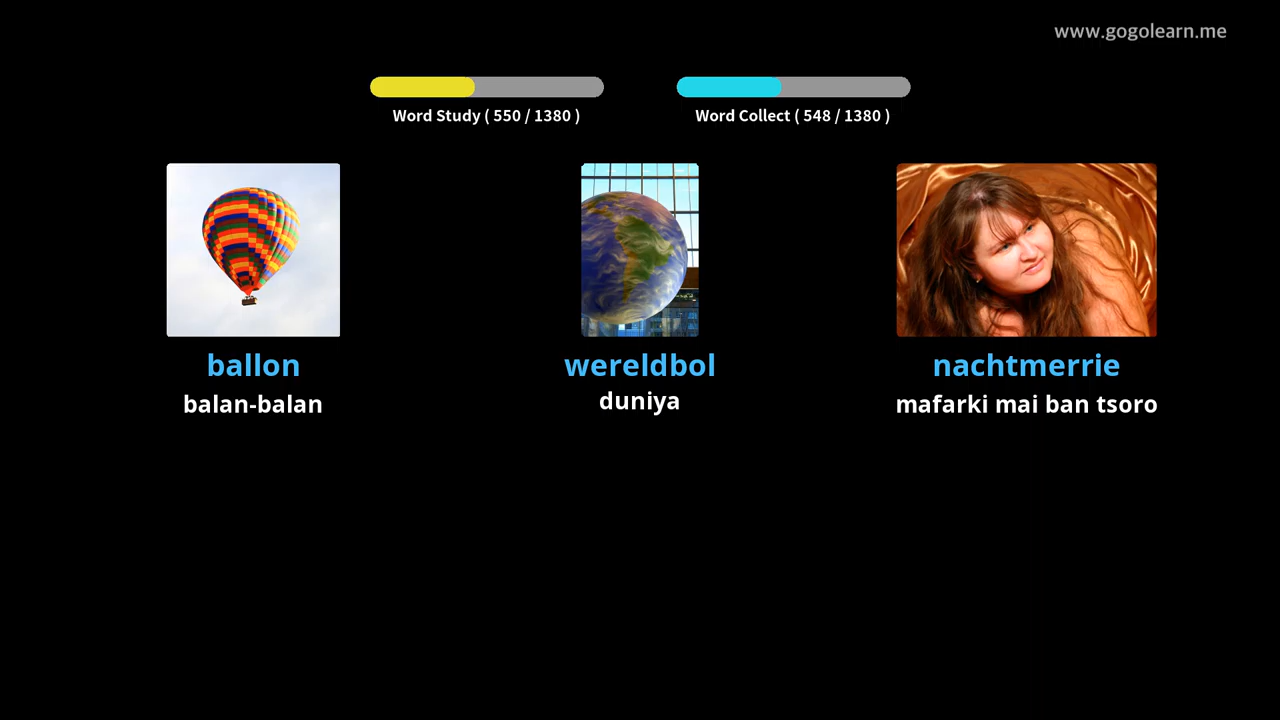 www.gogolearn.me
Word Study ( 550 / 1380 )
Word Collect ( 548 / 1380 )
ballon
balan-balan
wereldbol
duniya
nachtmerrie
mafarki mai ban tsoro